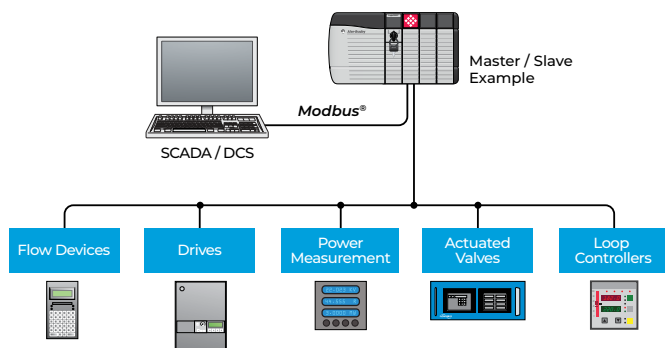 Master / Slave
Example
Modbus®
SCADA / DCS
Flow Devices
Drives
Power
Measurement
Actuated
Valves
Loop
Controllers